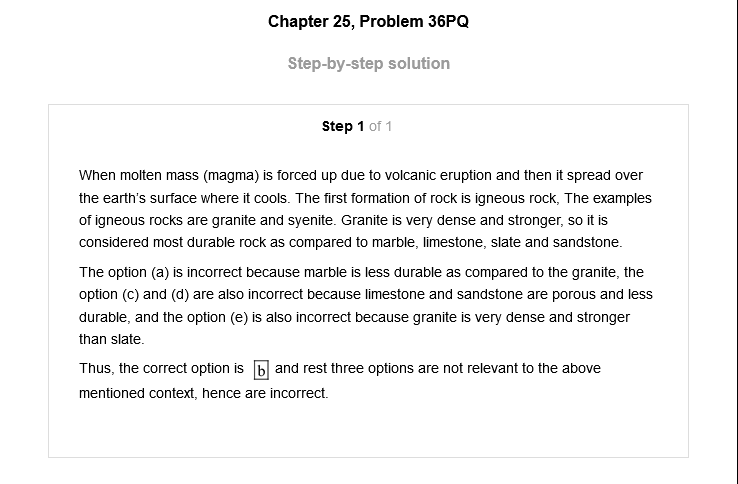 Chapter 25, Problem 36PQ
Step-by-step solution
Step 1 of 1
When molten mass (magma) is forced up due to volcanic eruption and then it spread over
the earth's surface where it cools. The first formation of rock is igneous rock, The examples
of igneous rocks are granite and syenite. Granite is very dense and stronger, so it is
considered most durable rock as compared to marble, limestone, slate and sandstone.
The option (a) is incorrect because marble is less durable as compared to the granite, the
option (c) and (d) are also incorrect because limestone and sandstone are porous and less
durable, and the option (e) is also incorrect because granite is very dense and stronger
than slate.
Thus, the correct option is b and rest three options are not relevant to the above
mentioned context, hence are incorrect.